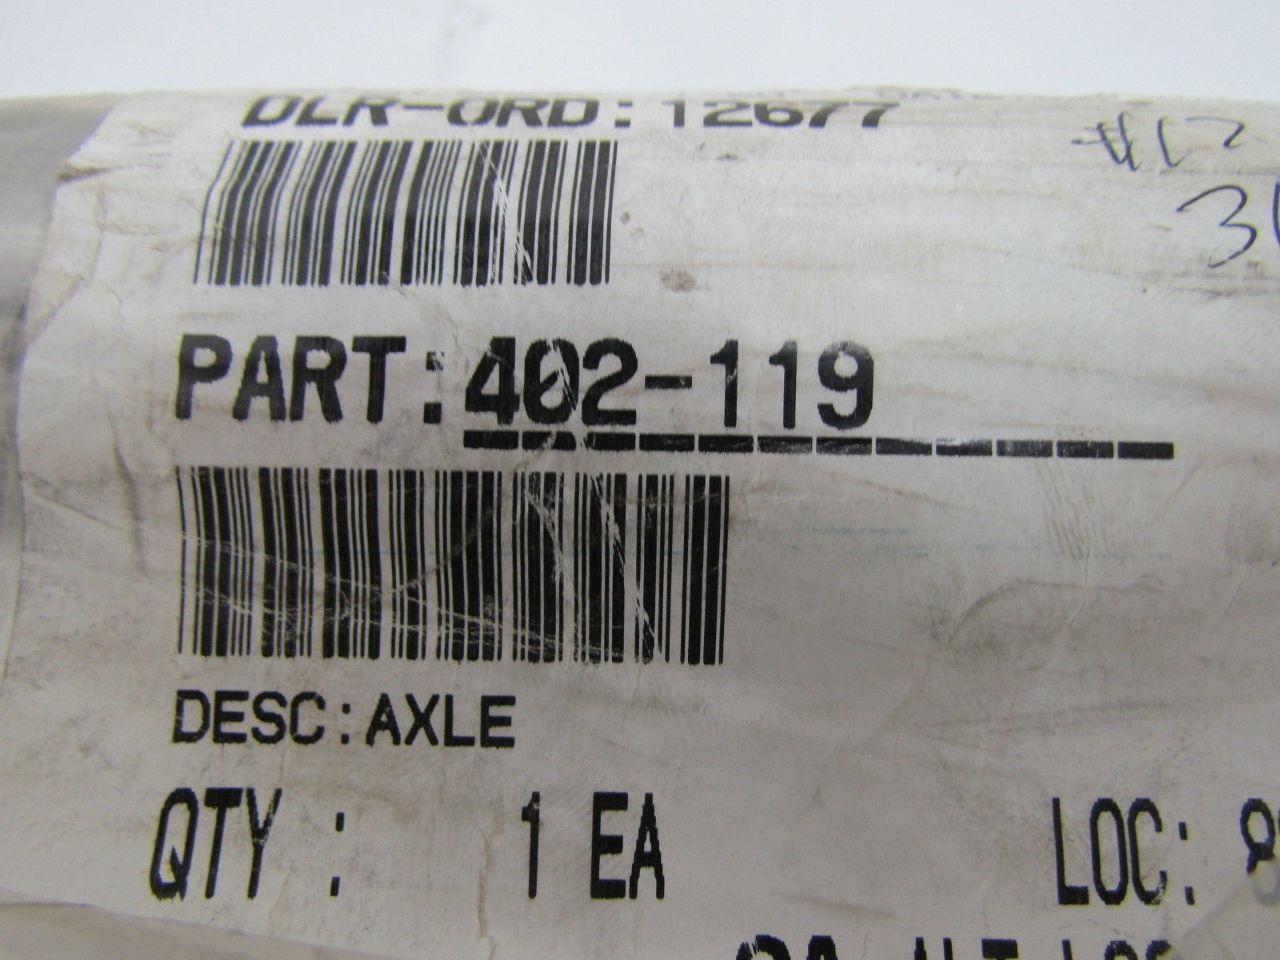 DLR-ORD: 12677
#12
PART:402-119
DESC:AXLE
QTY : 1 EA LOC: